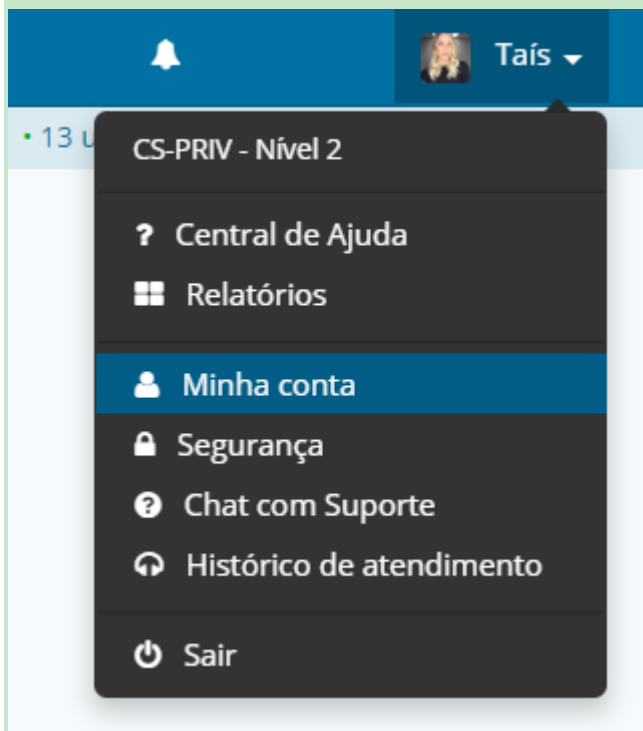 Taís
• 13 u
CS-PRIV - Nível 2
? Central de Ajuda
Relatórios
Minha conta
Segurança
Chat com Suporte
Histórico de atendimento
Sair